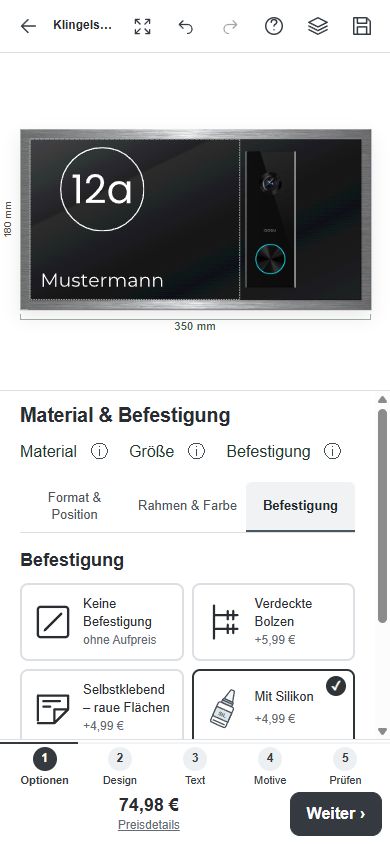 Klingels...
12a
Mustermann
180 mm
350 mm
Material & Befestigung
Material
Größe
Befestigung
Format &
Position
Rahmen & Farbe
Befestigung
Befestigung
Keine
Befestigung
ohne Aufpreis
Verdeckte
Bolzen
+5,99 €
Selbstklebend
– raue Flächen
+4,99 €
Mit Silikon
+4,99 €
1
Optionen
2
Design
3
Text
4
Motive
5
Prüfen
74,98 €
Preisdetails
Weiter ›